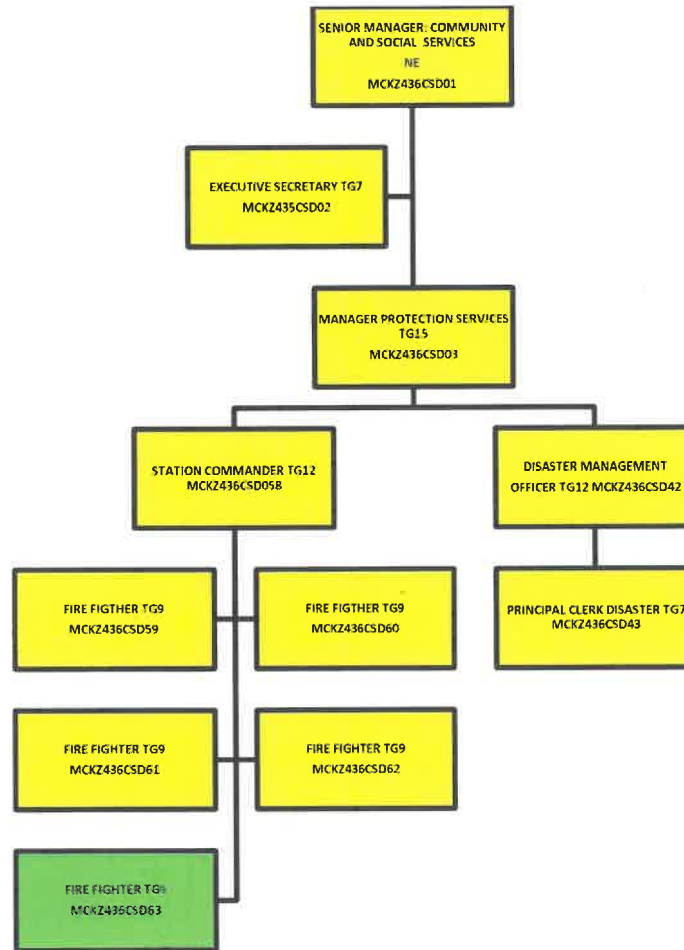 SENIOR MANAGER: COMMUNITY
AND SOCIAL SERVICES
NE
MCKZ436CSD01
EXECUTIVE SECRETARY TG7
MCKZ435CSD02
MANAGER PROTECTION SERVICES
TG15
MCKZ436CSD03
STATION COMMANDER TG12
MCKZ436CSD058
DISASTER MANAGEMENT
OFFICER TG12 MCKZ436CSD42
FIRE FIGTHER TG9
MCKZ436CSD59
FIRE FIGTHER TG9
MCKZ436CSD60
PRINCIPAL CLERK DISASTER TG7
MCKZ436CSD43
FIRE FIGHTER TG9
MCKZ436CSD61
FIRE FIGHTER TG9
MCKZ436CSD62
FIRE FIGHTER
MCKZ436CSD63